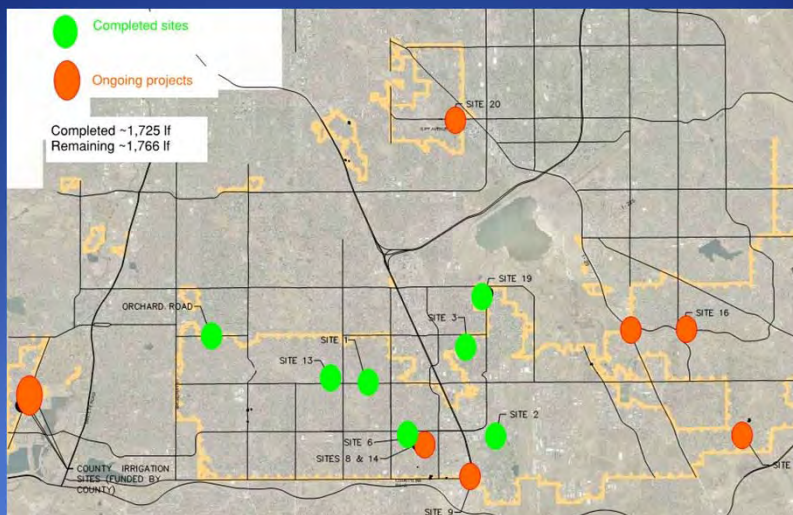 Completed sites
Ongoing projects
Completed ~1,725 lf
Remaining ~1,766 lf
SITE 20
I-225
SITE 19
ORCHARD ROAD
SITE 3
SITE 16
SITE 1
SITE 13
SITE 2
SITE 6
SITES 8 & 14
SITE
COUNTY IRRIGATION
SITES (FUNDED BY
COUNTY)
SITE 9